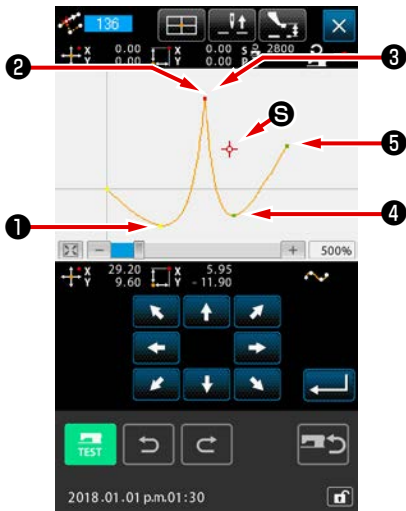 136
X 0.00 X 0.00 S 2800
Y 0.00 Y 0.00
❷ ❸
S
❺
❶ ❹
− + 500%
X 29.20 X 5.95
Y 9.60 Y -11.90
TEST
2018.01.01 p.m.01:30